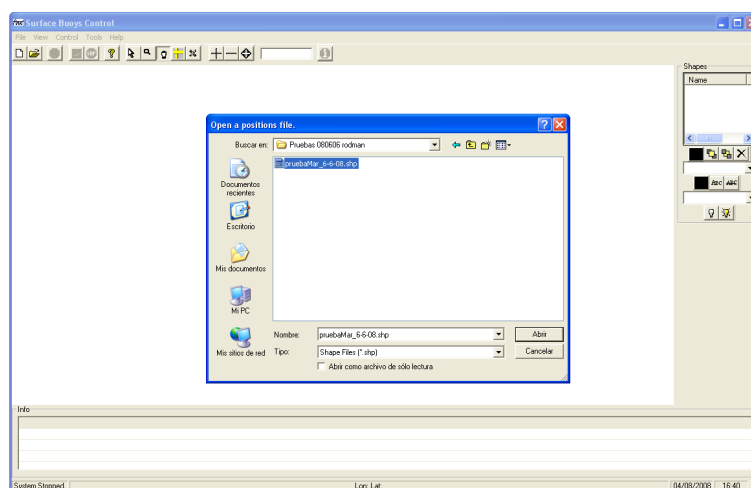 Surface Buoys Control
File View Control Tools Help
Shapes
Name
Open a positions file.
Buscar en: Pruebas 080606 rodman
pruebaMar_6-6-08.shp
Documentos recientes
Escritorio
Mis documentos
Mi PC
Mis sitios de red
Nombre: pruebaMar_6-6-08.shp Abrir
Tipo: Shape Files (*.shp) Cancelar
Abrir como archivo de sólo lectura
ABC ABC
Info
System Stopped Lon: Lat: 04/08/2008 16:40